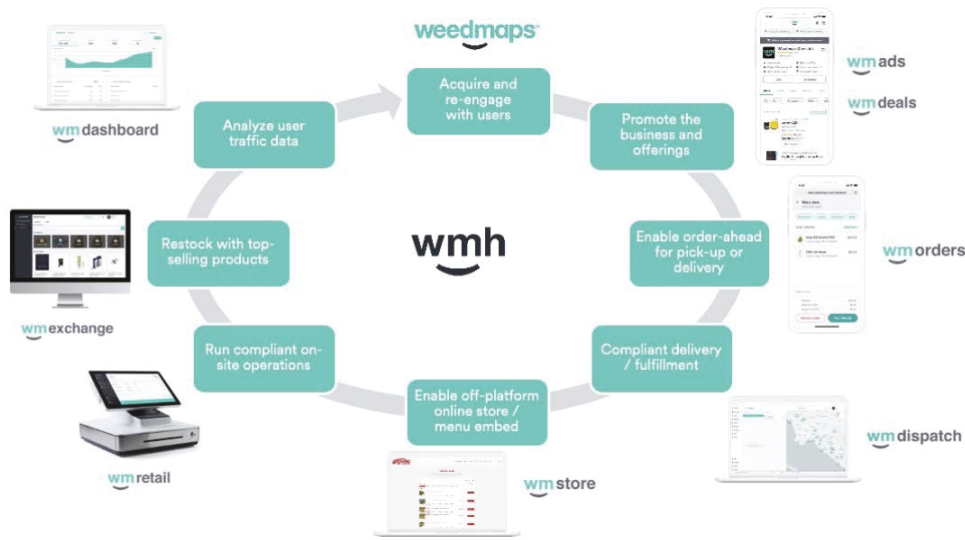 weedmaps
Acquire and
re-engage
with users
Promote the
business and
offerings
wm ads
wm deals
Enable order-ahead
for pick-up or
delivery
wm orders
Compliant delivery
/ fulfillment
wm dispatch
Enable off-platform
online store /
menu embed
wm store
Run compliant on-
site operations
wm retail
Restock with top-
selling products
wm exchange
Analyze user
traffic data
wm dashboard
wmh